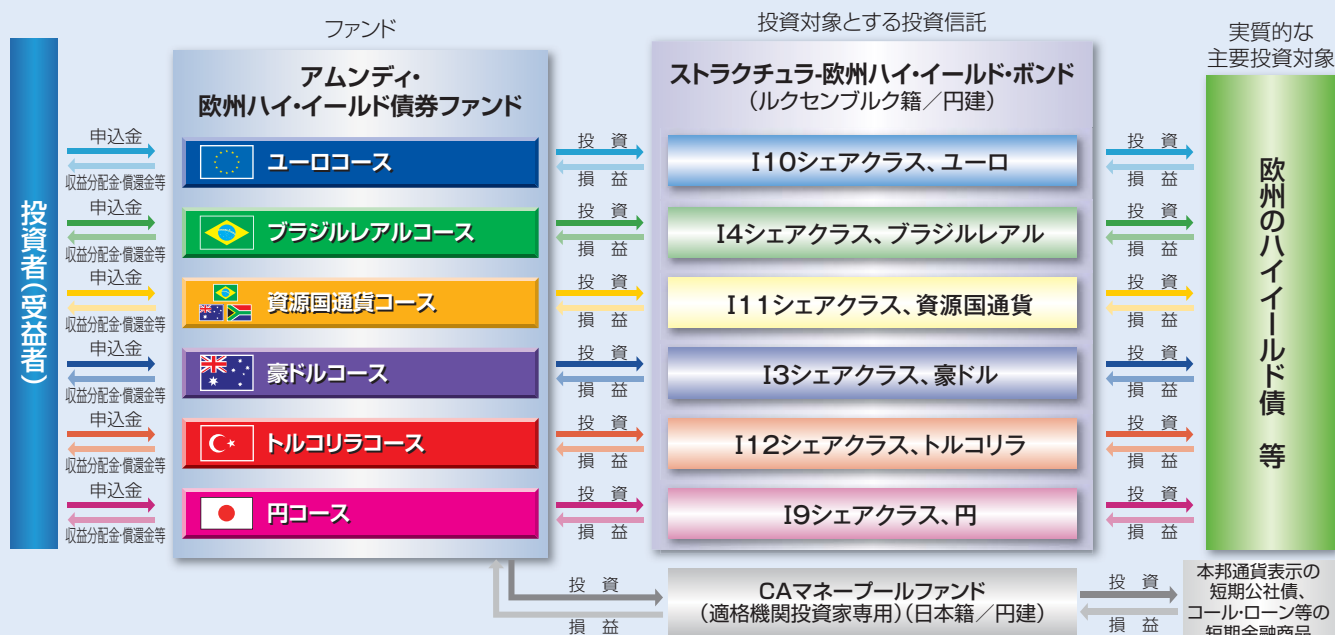 ファンド
投資対象とする投資信託
実質的な
主要投資対象
投資者(受益者)
アムンディ・
欧州ハイ・イールド債券ファンド
ストラクチュラ-欧州ハイ・イールド・ボンド
(ルクセンブルク籍/円建)
欧州のハイイールド債 等
申込金
収益分配金・償還金等
ユーロコース
投 資
損 益
I10シェアクラス、ユーロ
投 資
損 益
申込金
収益分配金・償還金等
ブラジルレアルコース
投 資
損 益
I4シェアクラス、ブラジルレアル
投 資
損 益
申込金
収益分配金・償還金等
資源国通貨コース
投 資
損 益
I11シェアクラス、資源国通貨
投 資
損 益
申込金
収益分配金・償還金等
豪ドルコース
投 資
損 益
I3シェアクラス、豪ドル
投 資
損 益
申込金
収益分配金・償還金等
トルコリラコース
投 資
損 益
I12シェアクラス、トルコリラ
投 資
損 益
申込金
収益分配金・償還金等
円コース
投 資
損 益
I9シェアクラス、円
投 資
損 益
投 資
損 益
CAマネープールファンド
(適格機関投資家専用)(日本籍/円建)
投 資
損 益
本邦通貨表示の
短期公社債、
コール・ローン等の
短期金融商品